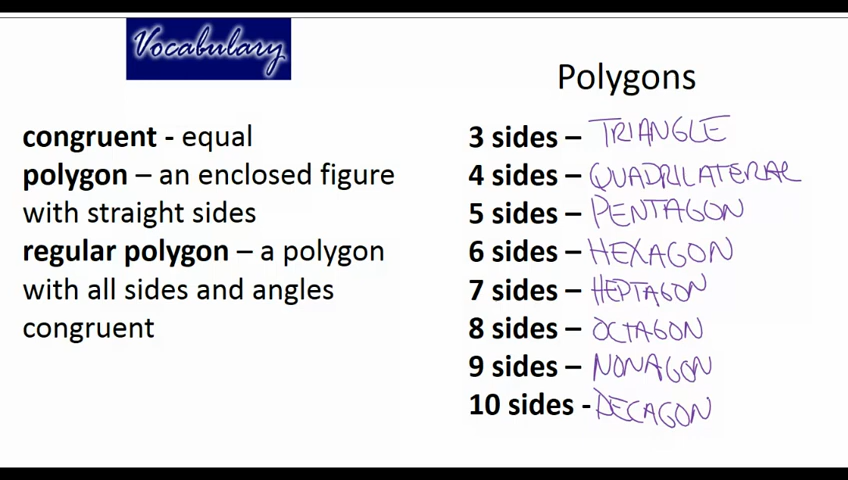 Vocabulary
congruent - equal
polygon – an enclosed figure
with straight sides
regular polygon – a polygon
with all sides and angles
congruent
Polygons
3 sides – TRIANGLE
4 sides – QUADRILATERAL
5 sides – PENTAGON
6 sides – HEXAGON
7 sides – HEPTAGON
8 sides – OCTAGON
9 sides – NONAGON
10 sides - DECAGON